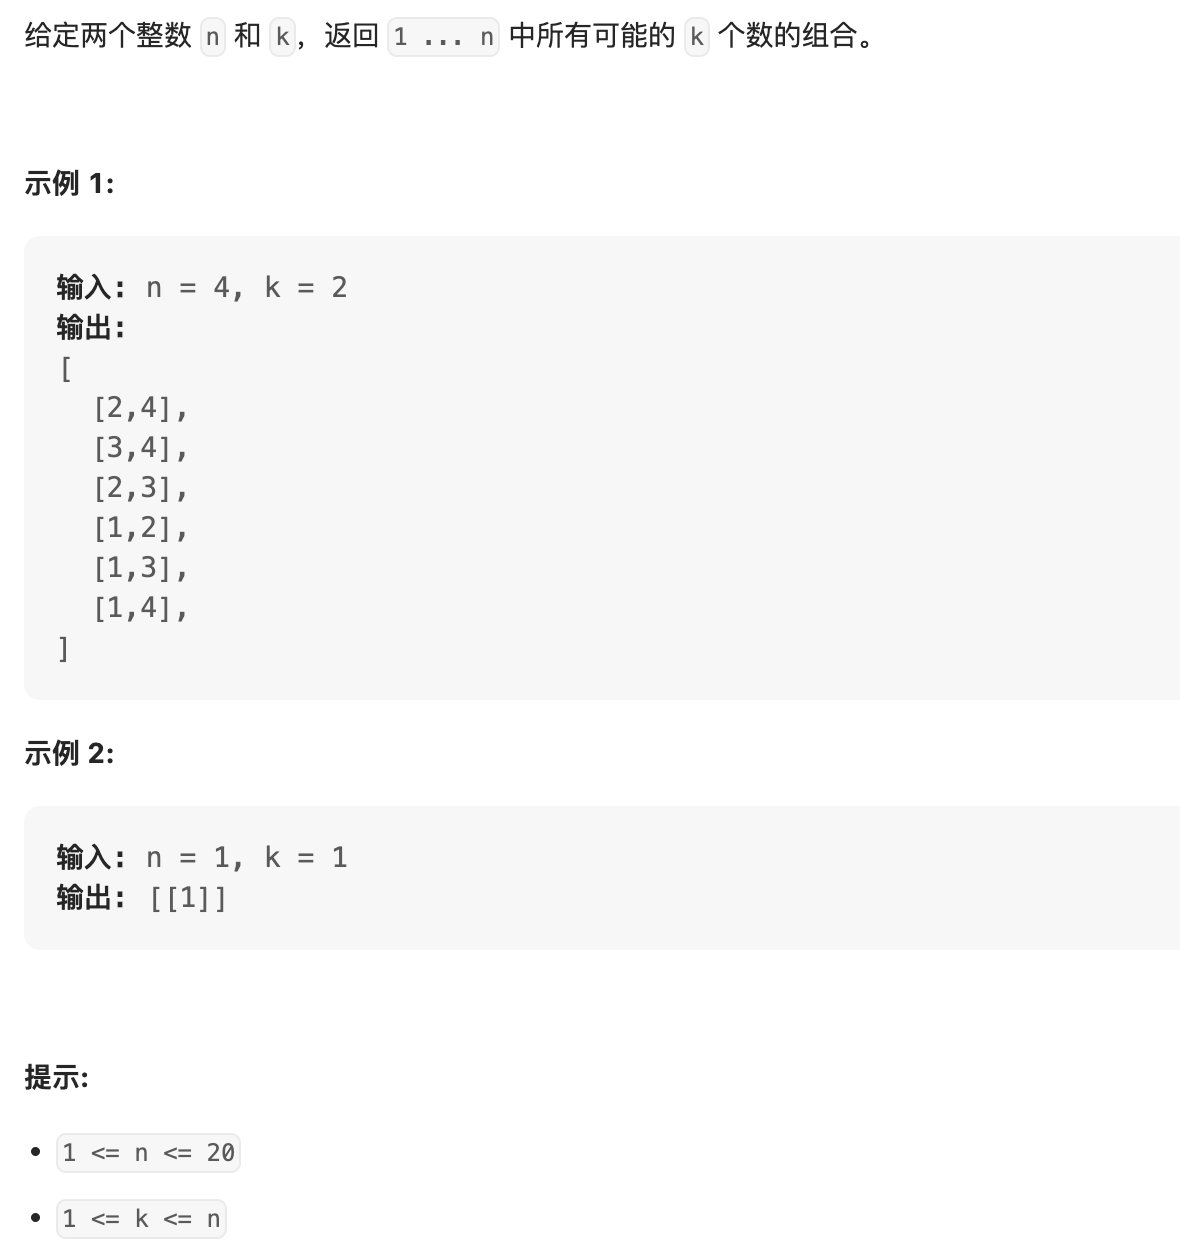 给定两个整数 n 和 k，返回 1 ... n 中所有可能的 k 个数的组合。
示例 1:
输入: n = 4, k = 2
输出:
[
  [2,4],
  [3,4],
  [2,3],
  [1,2],
  [1,3],
  [1,4],
]
示例 2:
输入: n = 1, k = 1
输出: [[1]]
提示:
• 1 <= n <= 20
• 1 <= k <= n